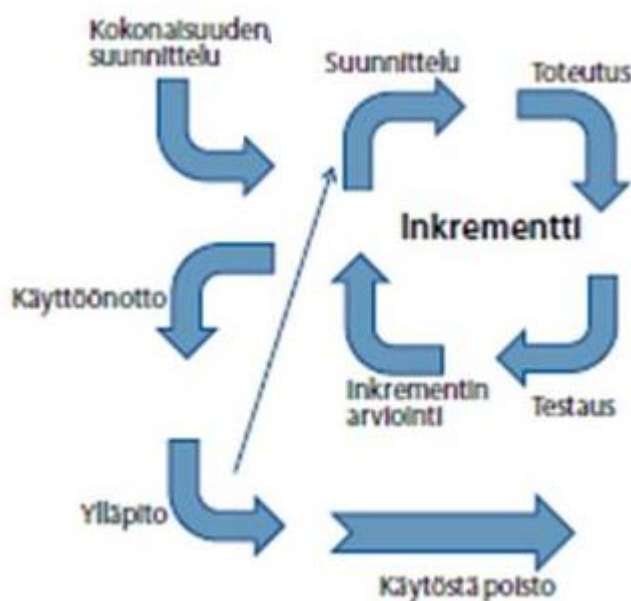 Kokonaisuuden
suunnittelu
Suunnittelu
Toteutus
Inkrementti
Käyttöönotto
Inkrementin
arviointi
Testaus
Ylläpito
Käytöstä poisto